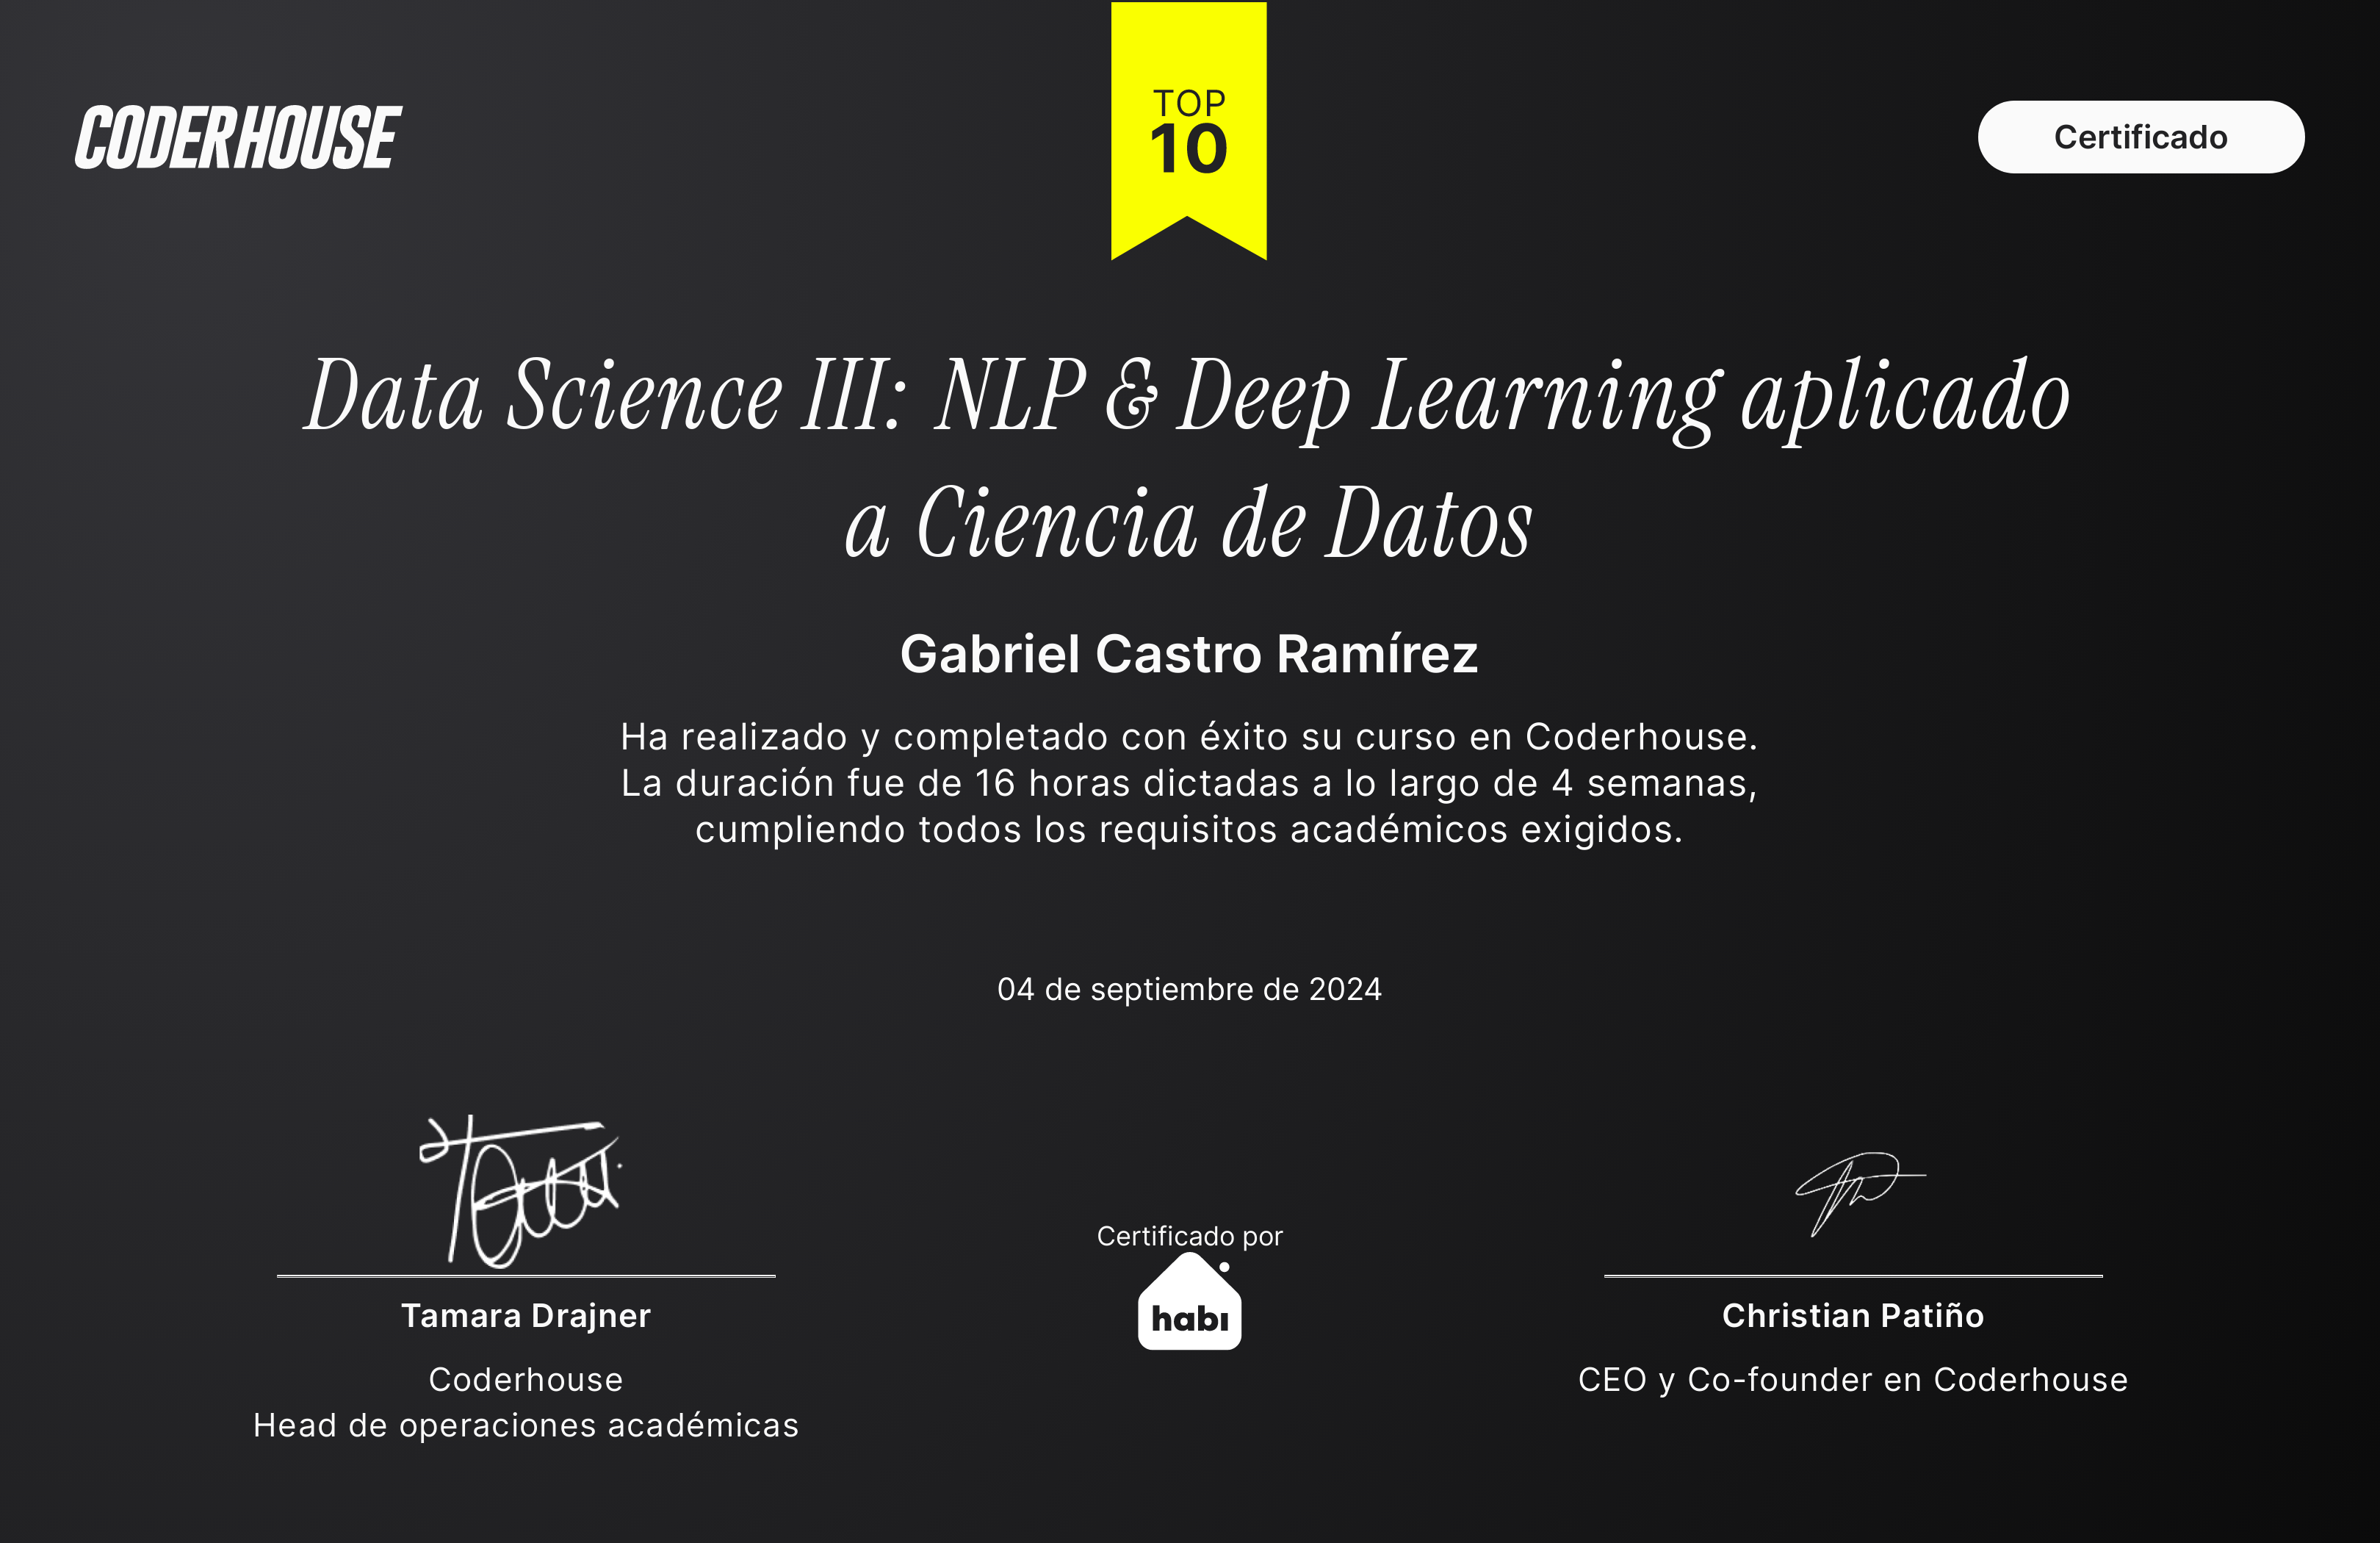 CODERHOUSE
TOP
10
Certificado
Data Science III: NLP & Deep Learning aplicado
a Ciencia de Datos
Gabriel Castro Ramírez
Ha realizado y completado con éxito su curso en Coderhouse.
La duración fue de 16 horas dictadas a lo largo de 4 semanas,
cumpliendo todos los requisitos académicos exigidos.
04 de septiembre de 2024
Tamara Drajner
Coderhouse
Head de operaciones académicas
Certificado por
habi
Christian Patiño
CEO y Co-founder en Coderhouse